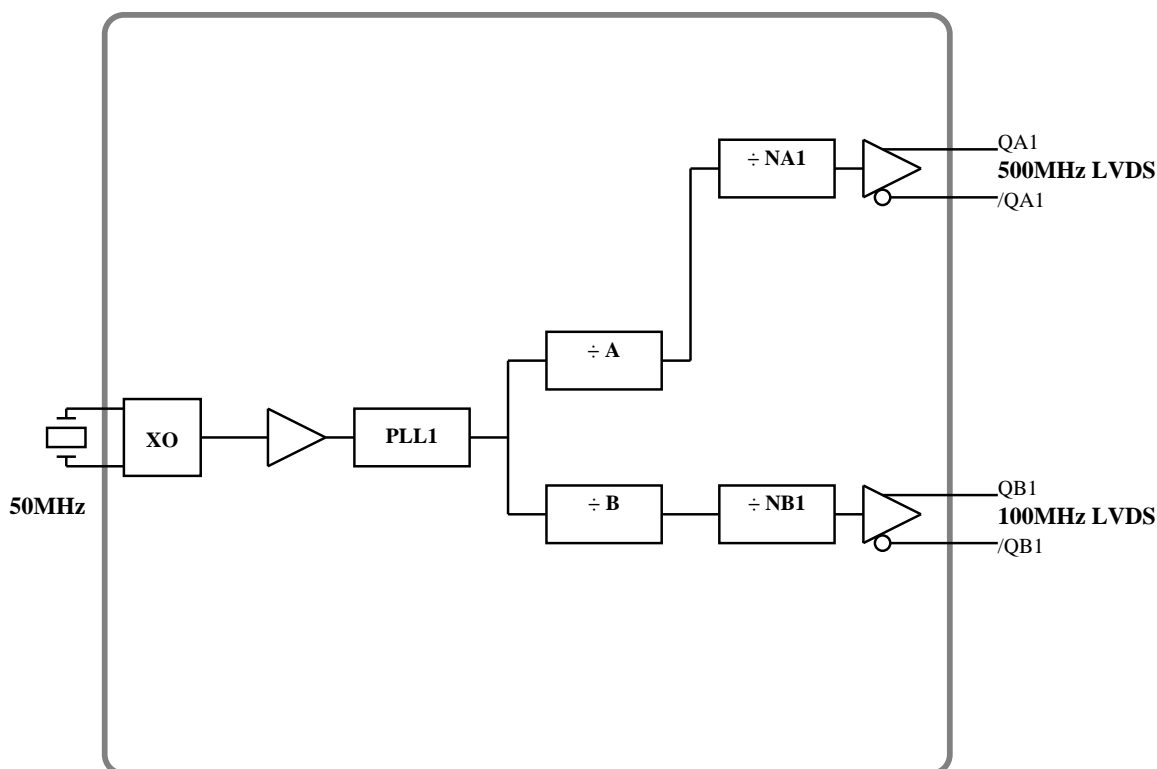 ÷ NA1
QA1
500MHz LVDS
/QA1
÷ A
XO
PLL1
50MHz
÷ B
÷ NB1
QB1
100MHz LVDS
/QB1